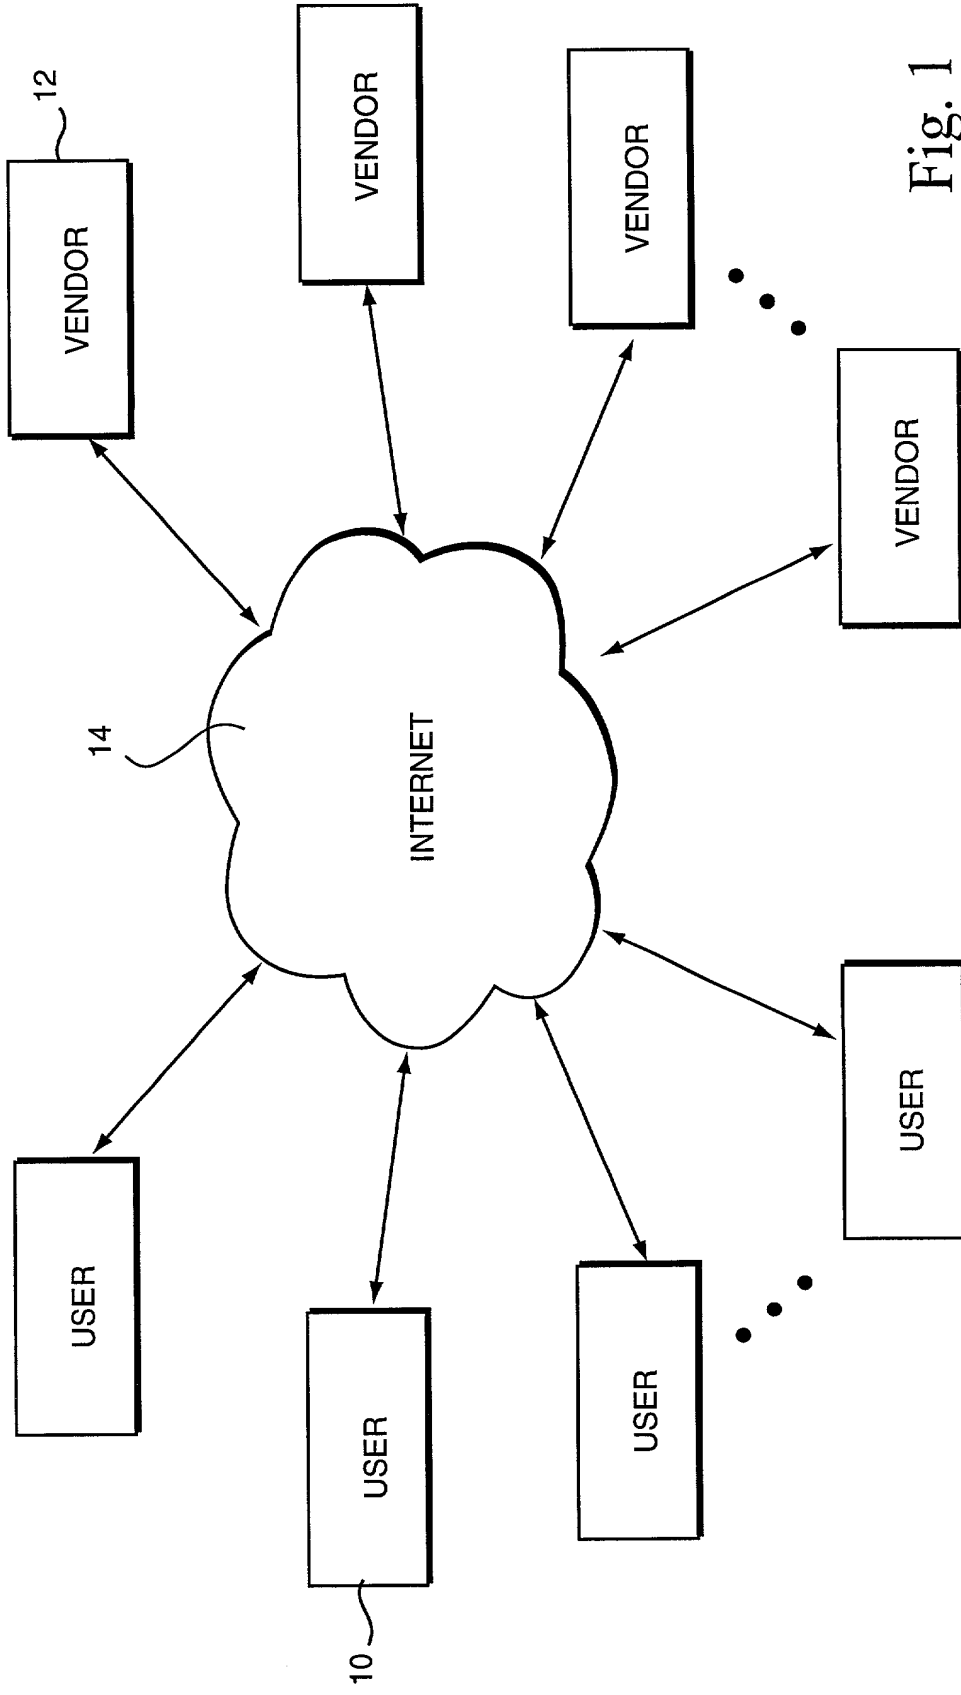 14
12
USER
VENDOR
10
USER
INTERNET
VENDOR
USER
VENDOR
USER
VENDOR
Fig. 1